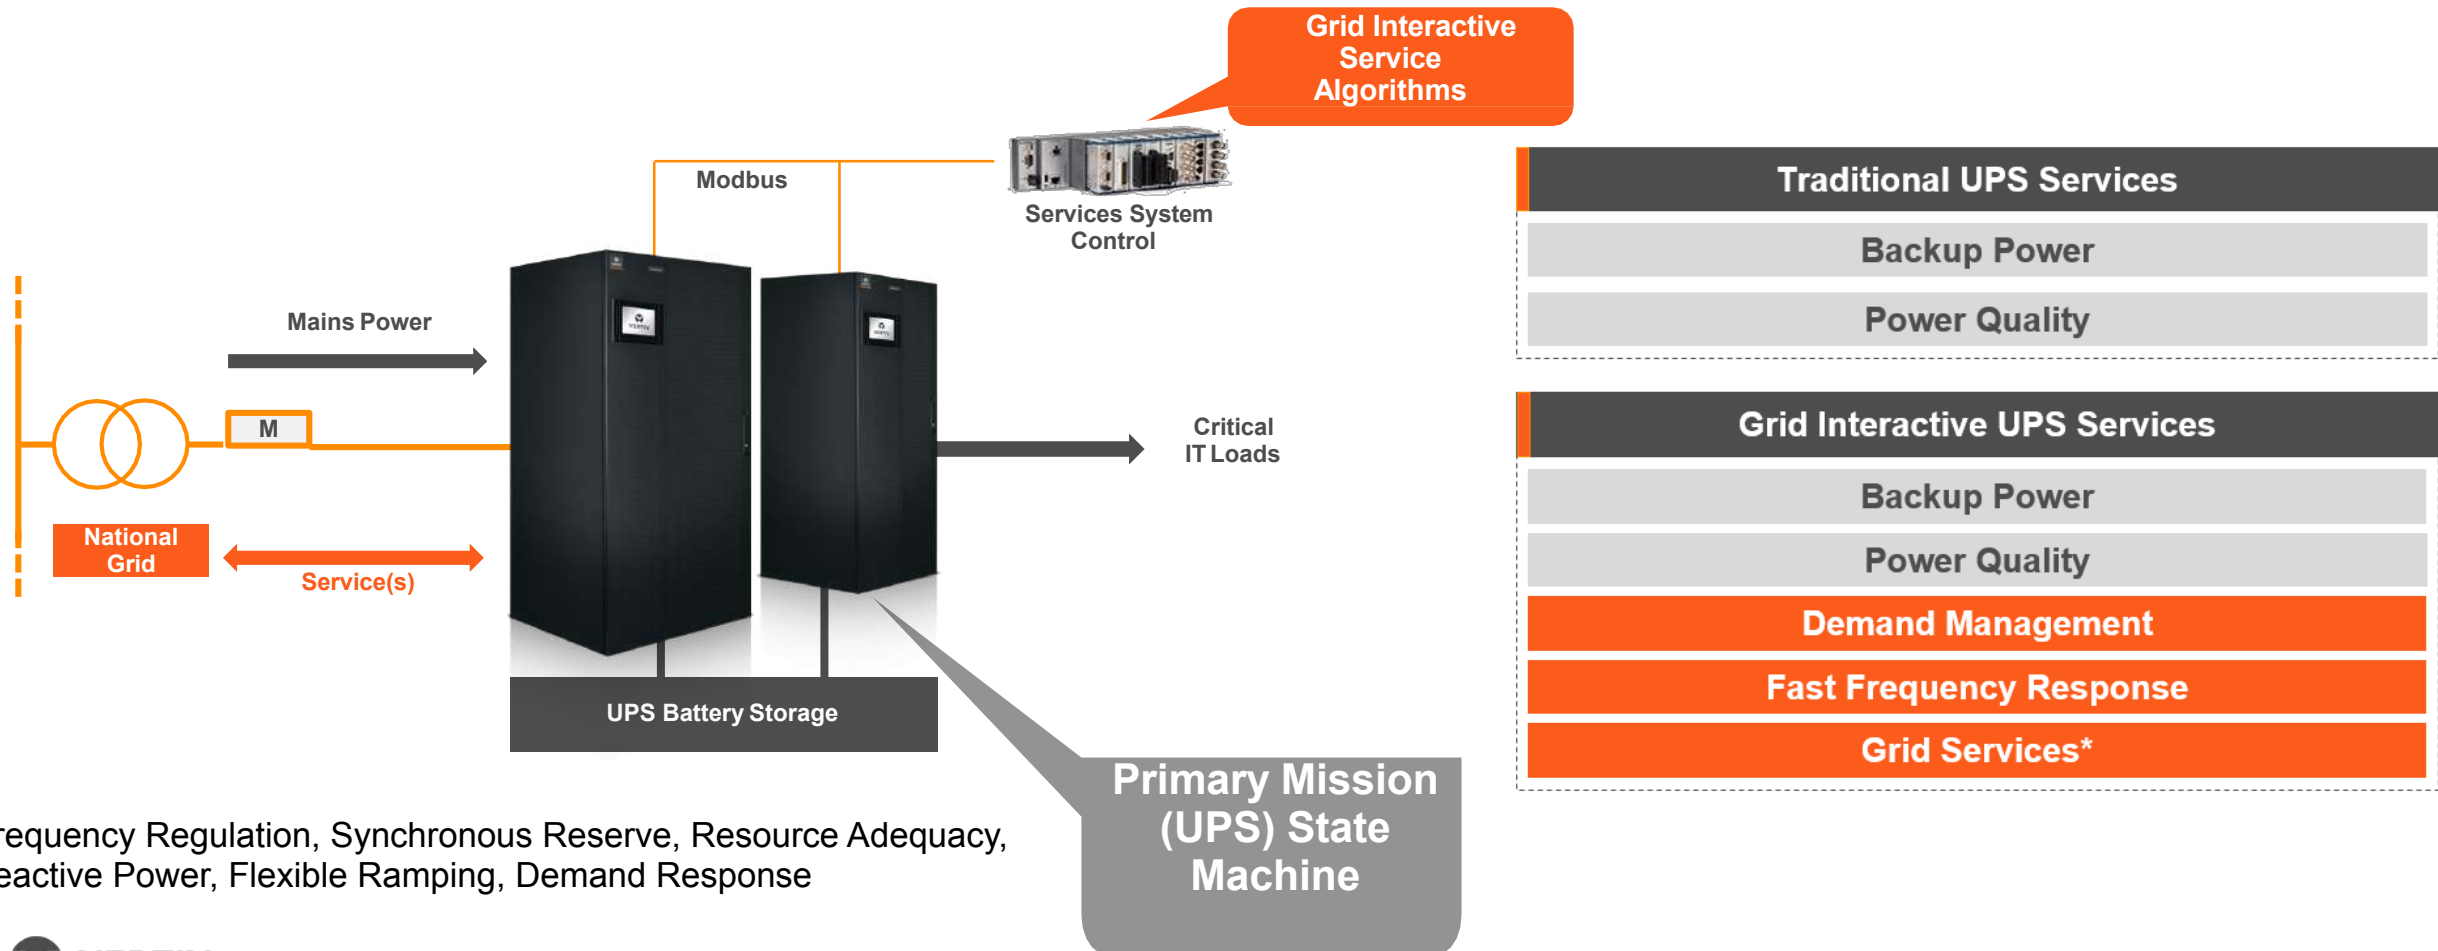 Grid Interactive
Service
Algorithms
Modbus
Services System
Control
Mains Power
M
National
Grid
Service(s)
VERTIV
Critical
IT Loads
UPS Battery Storage
Primary Mission
(UPS) State
Machine
Traditional UPS Services
Backup Power
Power Quality
Grid Interactive UPS Services
Backup Power
Power Quality
Demand Management
Fast Frequency Response
Grid Services*
requency Regulation, Synchronous Reserve, Resource Adequacy,
eactive Power, Flexible Ramping, Demand Response